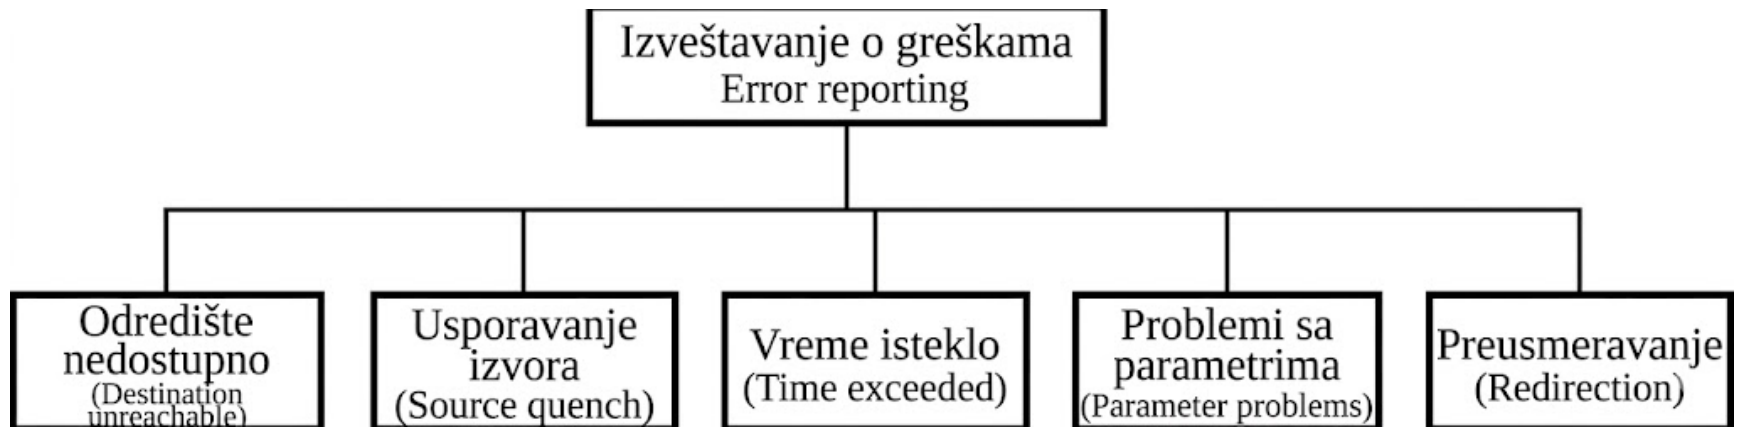 Izveštavanje o greškama
Error reporting
Odredište
nedostupno
(Destination
unreachable)
Usporavanje
izvora
(Source quench)
Vreme isteklo
(Time exceeded)
Problemi sa
parametrima
(Parameter problems)
Preusmeravanje
(Redirection)